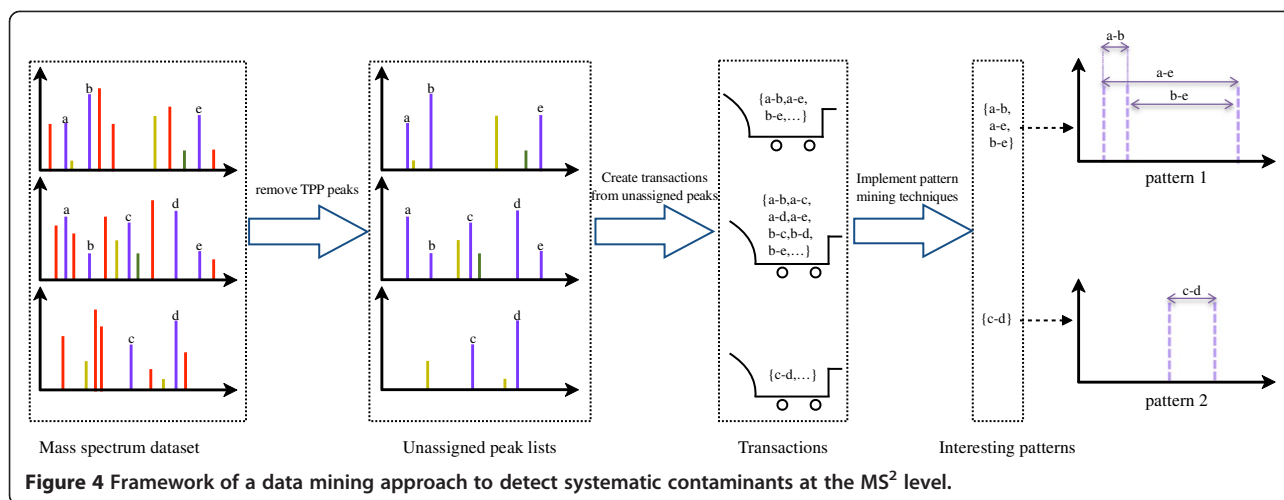 a
b
e
a
b
c
d
e
c
d
Mass spectrum dataset
remove TPP peaks
a
b
e
a
b
c
d
e
c
d
Unassigned peak lists
Create transactions
from unassigned peaks
{a-b,a-e,
b-e,...}
{a-b,a-c,
a-d,a-e,
b-c,b-d,
b-e,...}
{c-d,...}
Transactions
Implement pattern
mining techniques
{a-b,
a-e,
b-e}
{c-d}
Interesting patterns
a-b
a-e
b-e
pattern 1
c-d
pattern 2
Figure 4 Framework of a data mining approach to detect systematic contaminants at the MS² level.